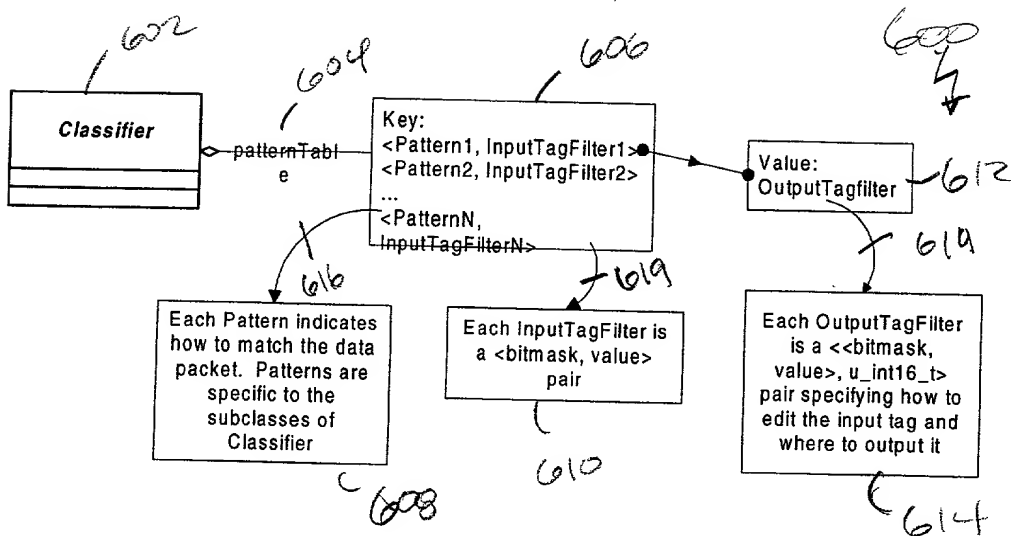 602
604
606
600
Classifier
patternTabl
e
Key:
<Pattern1, InputTagFilter1>
<Pattern2, InputTagFilter2>
...
<PatternN,
InputTagFilterN>
Value:
OutputTagfilter
612
616
619
619
Each Pattern indicates
how to match the data
packet. Patterns are
specific to the
subclasses of
Classifier
Each InputTagFilter is
a <bitmask, value>
pair
Each OutputTagFilter
is a <<bitmask,
value>, u_int16_t>
pair specifying how to
edit the input tag and
where to output it
608
610
614